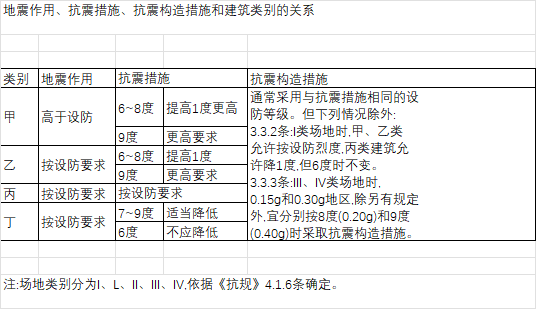 地震作用、抗震措施、抗震构造措施和建筑类别的关系
类别 地震作用 抗震措施 抗震构造措施
甲 高于设防 6~8度 提高1度更高
9度 更高要求
乙 按设防要求 6~8度 提高1度
9度 更高要求
丙 按设防要求 按设防要求
丁 按设防要求 7~9度 适当降低
6度 不应降低
通常采用与抗震措施相同的设
防等级。但下列情况除外:
3.3.2条:I类场地时,甲、乙类
允许按设防烈度,丙类建筑允
许降1度,但6度时不变。
3.3.3条:III、IV类场地时,
0.15g和0.30g地区,除另有规定
外,宜分别按8度(0.20g)和9度
(0.40g)时采取抗震构造措施。
注:场地类别分为I、L、II、III、IV,依据《抗规》4.1.6条确定。